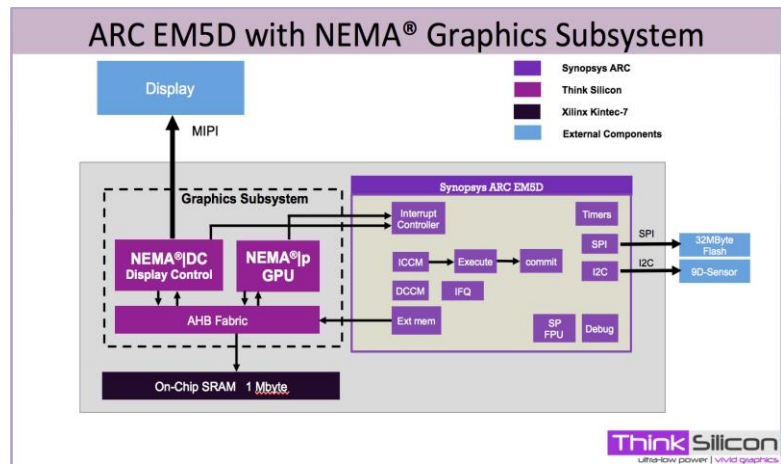 ARC EM5D with NEMA® Graphics Subsystem
Display
MIPI
Synopsys ARC
Think Silicon
Xilinx Kintec-7
External Components
Graphics Subsystem
NEMA®|DC
Display Control
NEMA®|p
GPU
AHB Fabric
On-Chip SRAM 1 Mbyte
Synopsys ARC EM5D
Interrupt
Controller
Timers
ICCM
Execute
commit
SPI
I2C
DCCM
IFQ
Ext mem
SP
FPU
Debug
SPI
32MByte
Flash
I2C
9D-Sensor
Think Silicon
ultra-low power | vivid graphics